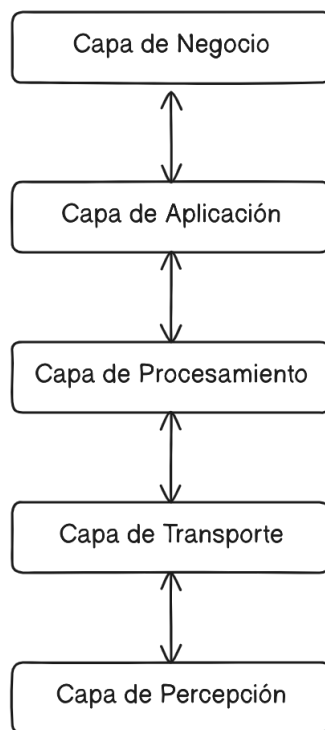 Capa de Negocio
Capa de Aplicación
Capa de Procesamiento
Capa de Transporte
Capa de Percepción